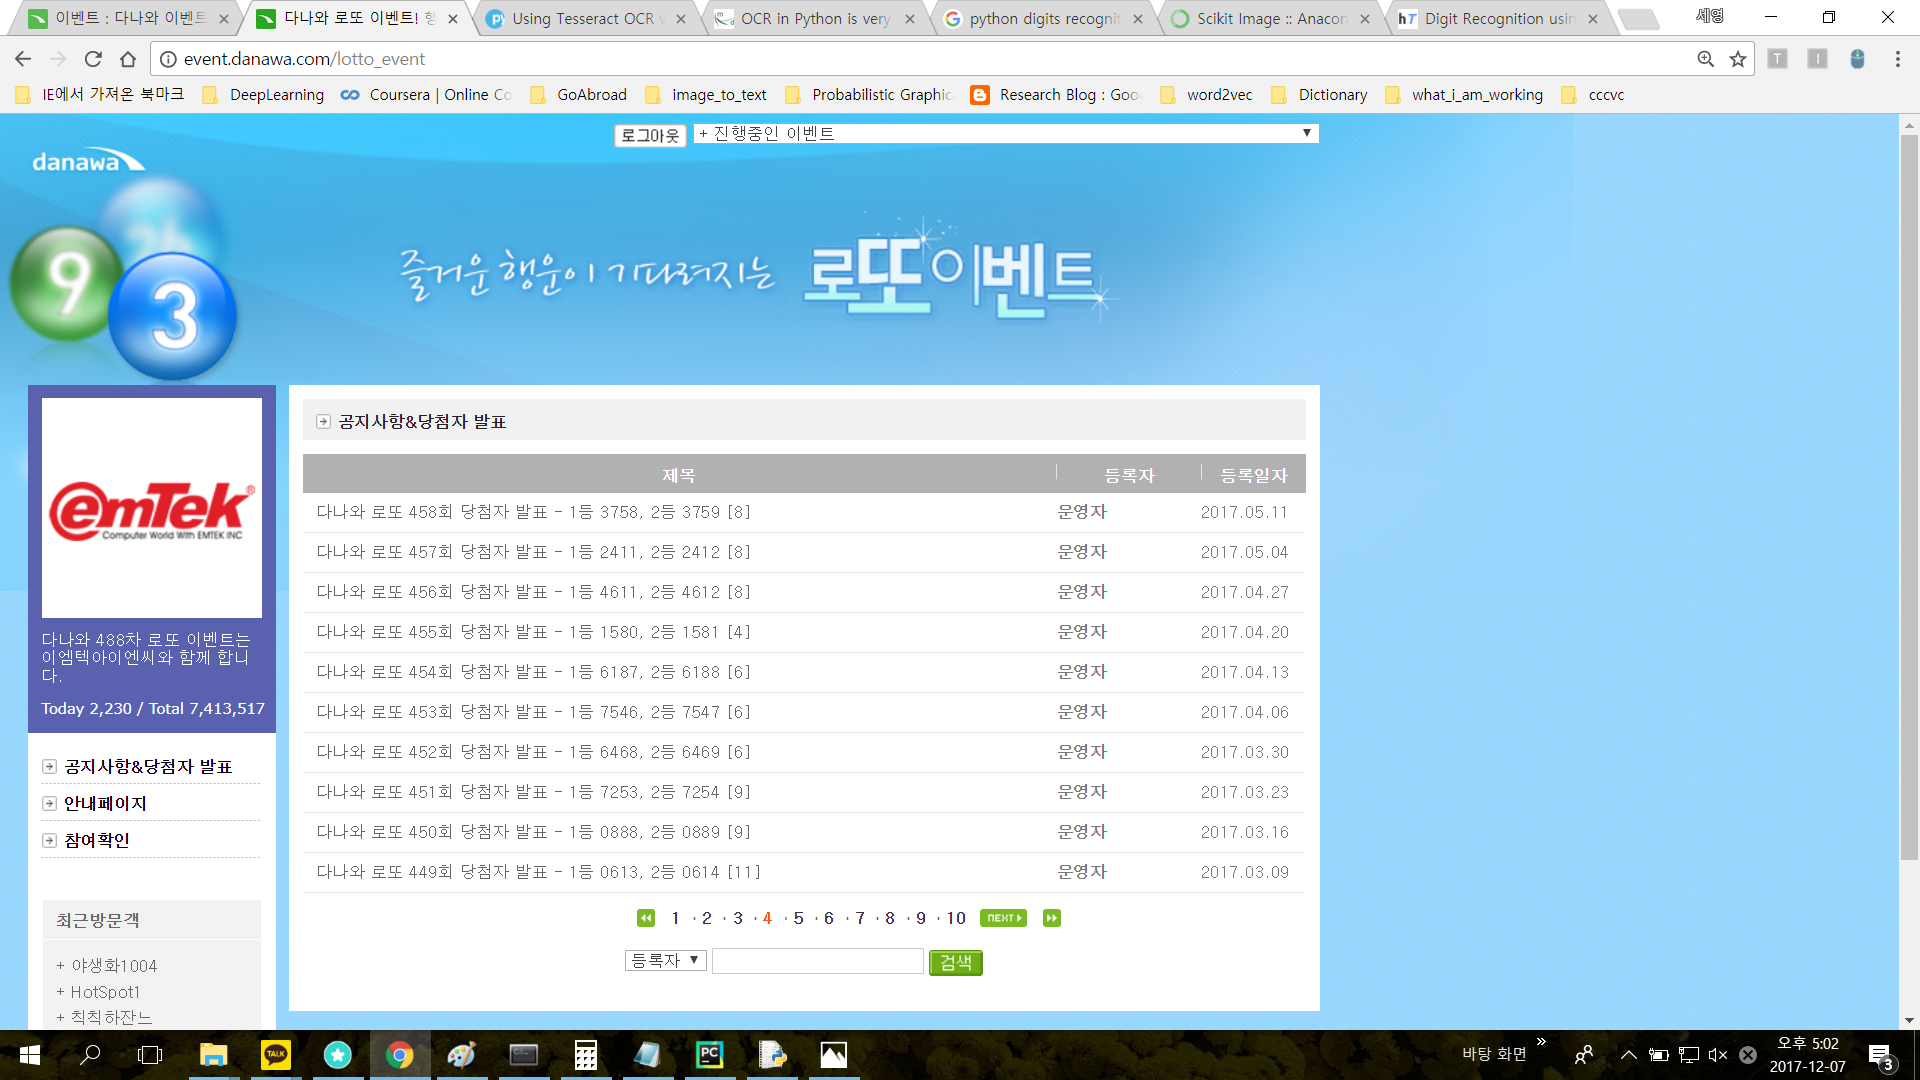 이벤트 : 다나와 이벤트
다나와 로또 이벤트! 행
Using Tesseract OCR w
OCR in Python is very
python digits recognit
Scikit Image :: Anacon
Digit Recognition usin
세영
event.danawa.com/lotto_event
IE에서 가져온 북마크
DeepLearning
Coursera | Online Co
GoAbroad
image_to_text
Probabilistic Graphic
Research Blog : Goo
word2vec
Dictionary
what_i_am_working
cccvc
로그아웃
+ 진행중인 이벤트
danawa
26
9
3
즐거운 행운이 기다려지는 로또이벤트
emTek
Computer World With EMTEK INC
다나와 488차 로또 이벤트는
이엠텍아이엔씨와 함께 합니
다.
Today 2,230 / Total 7,413,517
공지사항&당첨자 발표
안내페이지
참여확인
최근방문객
+ 야생화1004
+ HotSpot1
+ 칙칙하잔느
공지사항&당첨자 발표
제목 등록자 등록일자
다나와 로또 458회 당첨자 발표 - 1등 3758, 2등 3759 [8] 운영자 2017.05.11
다나와 로또 457회 당첨자 발표 - 1등 2411, 2등 2412 [8] 운영자 2017.05.04
다나와 로또 456회 당첨자 발표 - 1등 4611, 2등 4612 [8] 운영자 2017.04.27
다나와 로또 455회 당첨자 발표 - 1등 1580, 2등 1581 [4] 운영자 2017.04.20
다나와 로또 454회 당첨자 발표 - 1등 6187, 2등 6188 [6] 운영자 2017.04.13
다나와 로또 453회 당첨자 발표 - 1등 7546, 2등 7547 [6] 운영자 2017.04.06
다나와 로또 452회 당첨자 발표 - 1등 6468, 2등 6469 [6] 운영자 2017.03.30
다나와 로또 451회 당첨자 발표 - 1등 7253, 2등 7254 [9] 운영자 2017.03.23
다나와 로또 450회 당첨자 발표 - 1등 0888, 2등 0889 [9] 운영자 2017.03.16
다나와 로또 449회 당첨자 발표 - 1등 0613, 2등 0614 [11] 운영자 2017.03.09
1 · 2 · 3 · 4 · 5 · 6 · 7 · 8 · 9 · 10 NEXT
등록자 검색
TALK
PC
바탕 화면
오후 5:02
2017-12-07
3